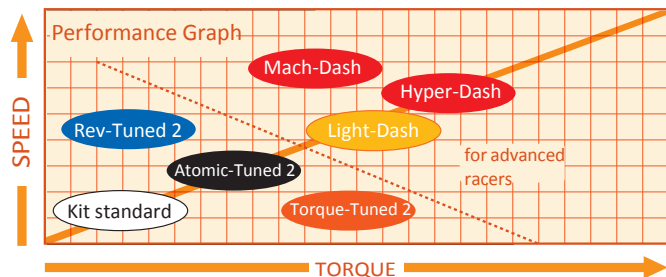 Performance Graph
Mach-Dash
Hyper-Dash
Rev-Tuned 2
Light-Dash
for advanced
racers
Atomic-Tuned 2
Kit standard
Torque-Tuned 2
SPEED
TORQUE